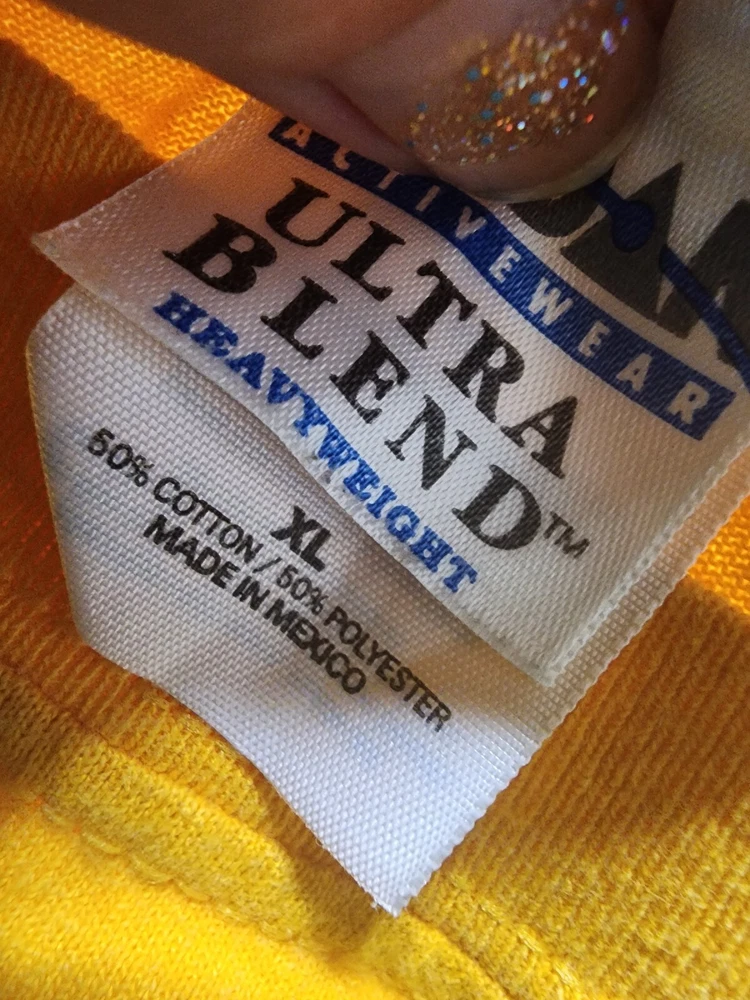 ACTIVEWEAR
ULTRA
BLEND™
HEAVYWEIGHT
XL
50% COTTON / 50% POLYESTER
MADE IN MEXICO